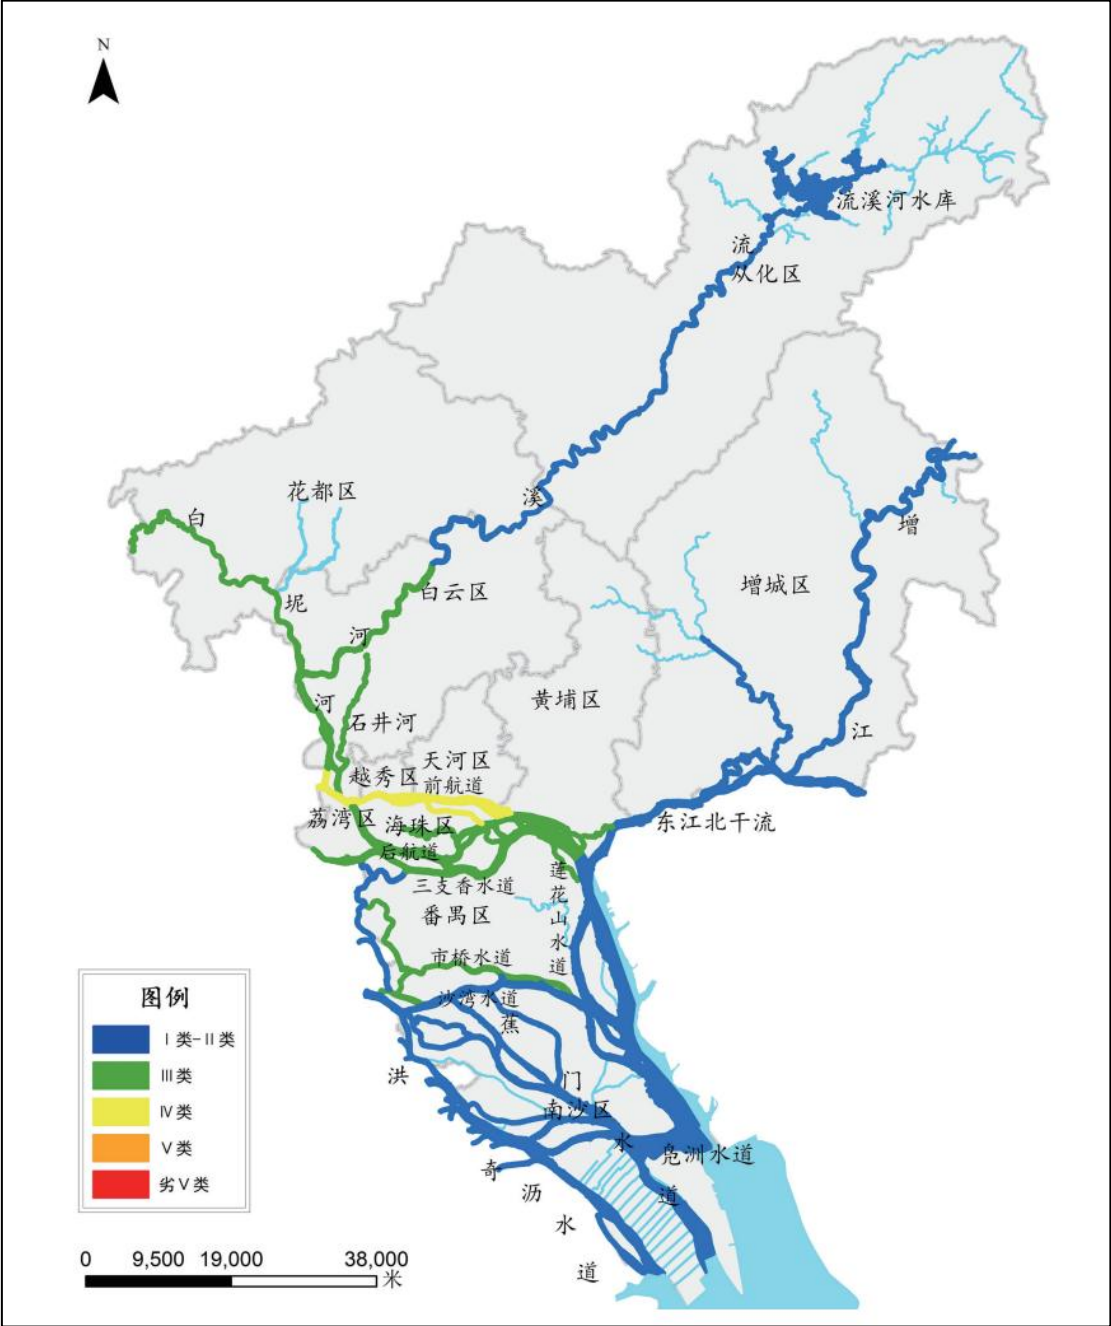 N
流溪河水库
流
从化区
溪
花都区
白
增
坭
白云区
增城区
河
河
石井河
黄埔区
江
天河区
越秀区
前航道
荔湾区
海珠区
东江北干流
后航道
三支香水道
莲花山水道
番禺区
市桥水道
沙湾水道
蕉
洪
门
南沙区
水
凫洲水道
奇
沥
道
水
道
图例
Ⅰ类-Ⅱ类
Ⅲ类
Ⅳ类
Ⅴ类
劣Ⅴ类
0 9,500 19,000 38,000
米